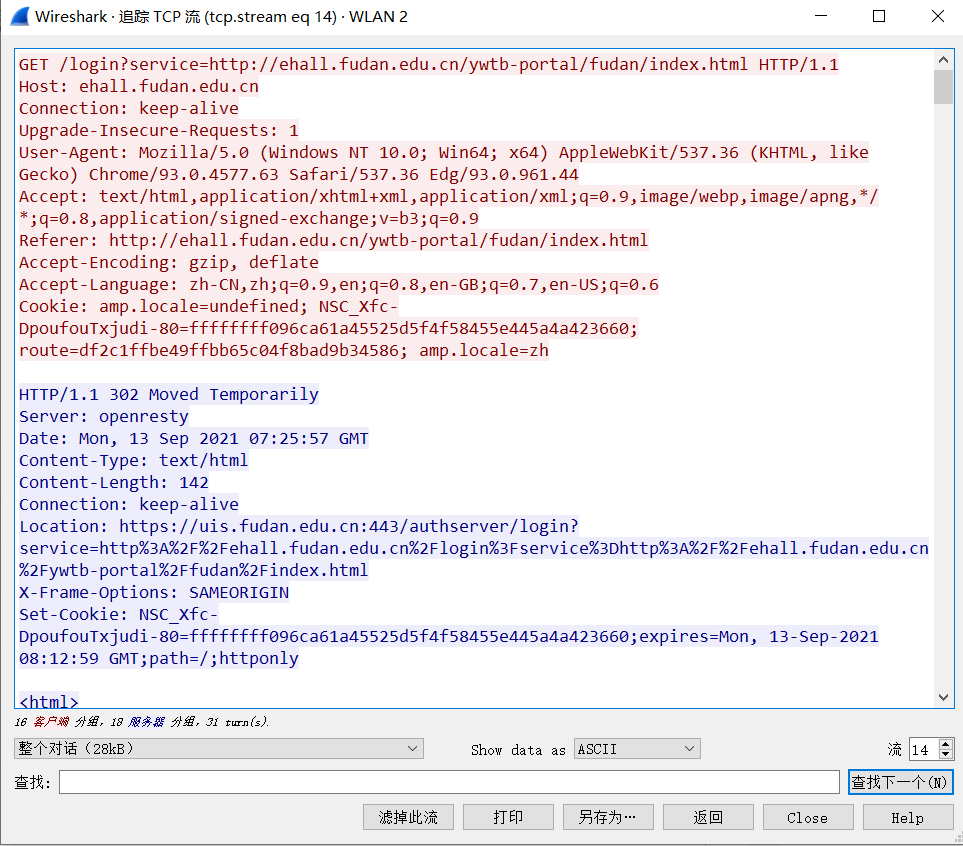 Wireshark · 追踪 TCP 流 (tcp.stream eq 14) · WLAN 2
GET /login?service=http://ehall.fudan.edu.cn/ywtb-portal/fudan/index.html HTTP/1.1
Host: ehall.fudan.edu.cn
Connection: keep-alive
Upgrade-Insecure-Requests: 1
User-Agent: Mozilla/5.0 (Windows NT 10.0; Win64; x64) AppleWebKit/537.36 (KHTML, like
Gecko) Chrome/93.0.4577.63 Safari/537.36 Edg/93.0.961.44
Accept: text/html,application/xhtml+xml,application/xml;q=0.9,image/webp,image/apng,*/
*;q=0.8,application/signed-exchange;v=b3;q=0.9
Referer: http://ehall.fudan.edu.cn/ywtb-portal/fudan/index.html
Accept-Encoding: gzip, deflate
Accept-Language: zh-CN,zh;q=0.9,en;q=0.8,en-GB;q=0.7,en-US;q=0.6
Cookie: amp.locale=undefined; NSC_Xfc-
DpoufouTxjudi-80=ffffffff096ca61a45525d5f4f58455e445a4a423660;
route=df2c1ffbe49ffbb65c04f8bad9b34586; amp.locale=zh
HTTP/1.1 302 Moved Temporarily
Server: openresty
Date: Mon, 13 Sep 2021 07:25:57 GMT
Content-Type: text/html
Content-Length: 142
Connection: keep-alive
Location: https://uis.fudan.edu.cn:443/authserver/login?
service=http%3A%2F%2Fehall.fudan.edu.cn%2Flogin%3Fservice%3Dhttp%3A%2F%2Fehall.fudan.edu.cn
%2Fywtb-portal%2Ffudan%2Findex.html
X-Frame-Options: SAMEORIGIN
Set-Cookie: NSC_Xfc-
DpoufouTxjudi-80=ffffffff096ca61a45525d5f4f58455e445a4a423660;expires=Mon, 13-Sep-2021
08:12:59 GMT;path=/;httponly
<html>
16 客户端 分组, 18 服务器 分组, 31 turn(s).
整个对话（28kB） Show data as ASCII 流 14
查找: 查找下一个(N)
滤掉此流 打印 另存为… 返回 Close Help